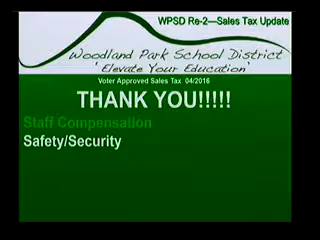 WPSD Re-2—Sales Tax Update
Woodland Park School District
'Elevate Your Education'
Voter Approved Sales Tax 04/2016
THANK YOU!!!!!
Staff Compensation
Safety/Security